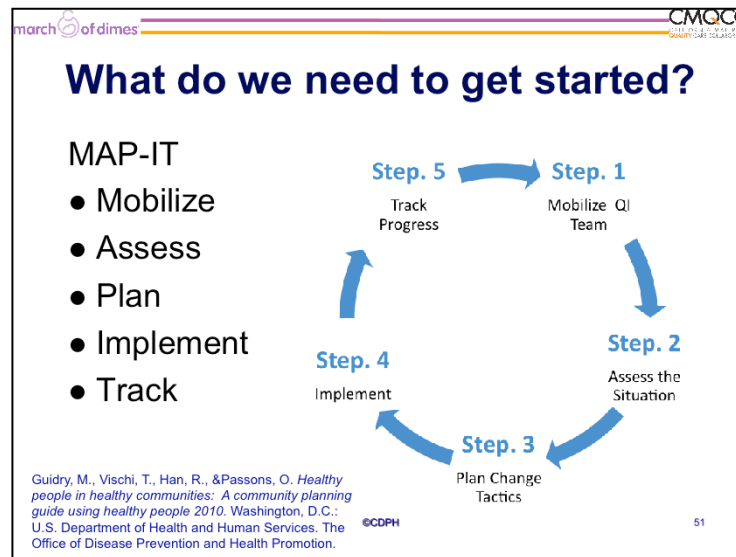 march of dimes
CMQCC
QUALITY CARE COLLABOR
What do we need to get started?
MAP-IT
● Mobilize
● Assess
● Plan
● Implement
● Track
Step. 1
Mobilize QI
Team
Step. 2
Assess the
Situation
Step. 3
Plan Change
Tactics
Step. 4
Implement
Step. 5
Track
Progress
Guidry, M., Vischi, T., Han, R., &Passons, O. Healthy
people in healthy communities: A community planning
guide using healthy people 2010. Washington, D.C.:
U.S. Department of Health and Human Services. The
Office of Disease Prevention and Health Promotion.
©CDPH
51